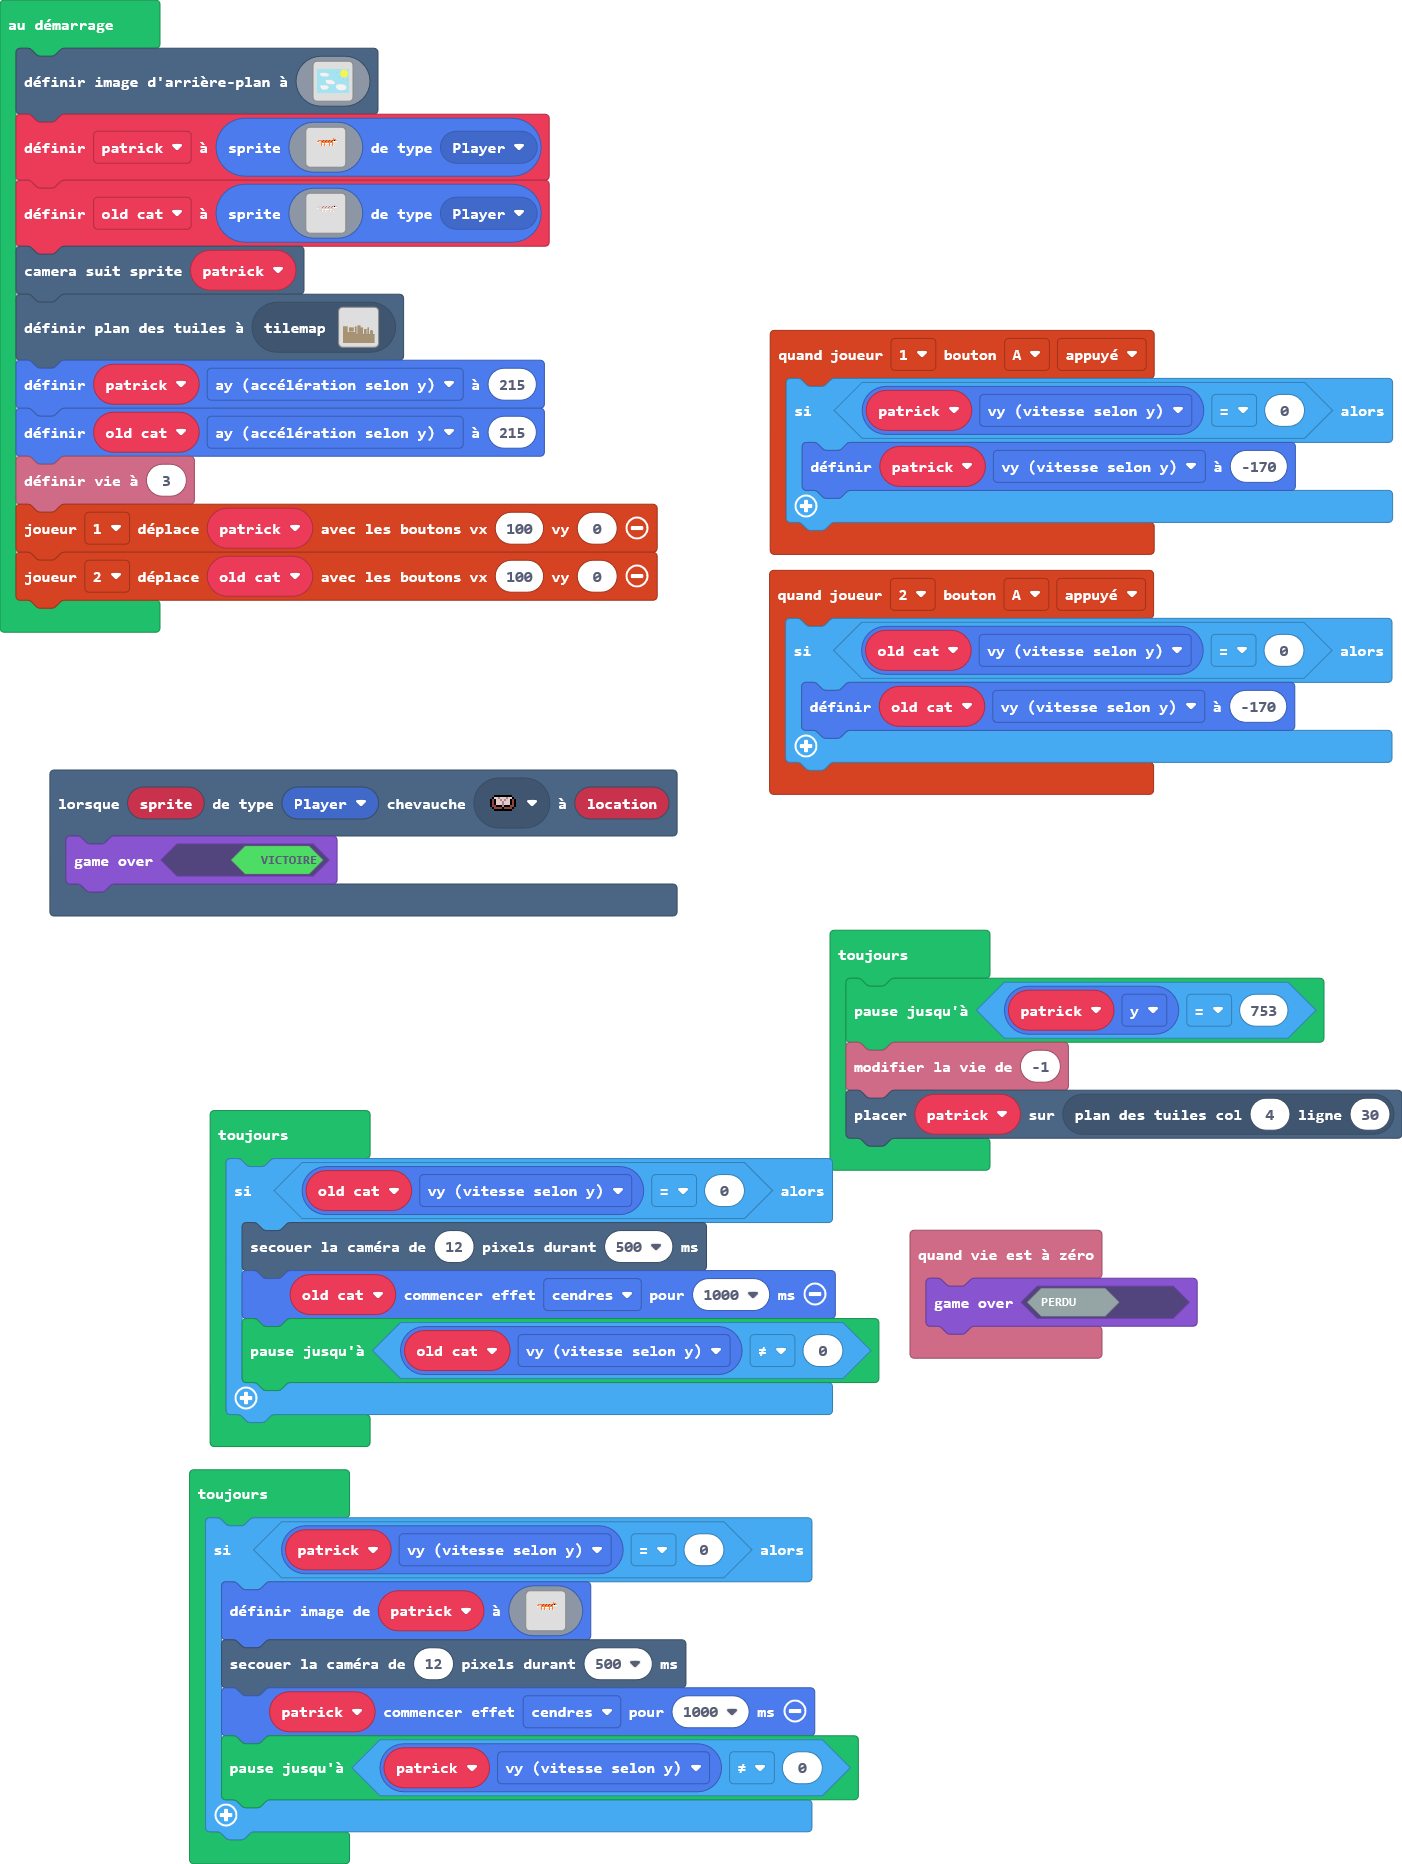 au démarrage
définir image d'arrière-plan à
définir patrick à sprite de type Player
définir old cat à sprite de type Player
camera suit sprite patrick
définir plan des tuiles à tilemap
définir patrick ay (accélération selon y) à 215
définir old cat ay (accélération selon y) à 215
définir vie à 3
joueur 1 déplace patrick avec les boutons vx 100 vy 0
joueur 2 déplace old cat avec les boutons vx 100 vy 0
quand joueur 1 bouton A appuyé
si patrick vy (vitesse selon y) = 0 alors
définir patrick vy (vitesse selon y) à -170
quand joueur 2 bouton A appuyé
si old cat vy (vitesse selon y) = 0 alors
définir old cat vy (vitesse selon y) à -170
lorsque sprite de type Player chevauche à location
game over VICTOIRE
toujours
pause jusqu'à patrick y = 753
modifier la vie de -1
placer patrick sur plan des tuiles col 4 ligne 30
toujours
si old cat vy (vitesse selon y) = 0 alors
secouer la caméra de 12 pixels durant 500 ms
old cat commencer effet cendres pour 1000 ms
pause jusqu'à old cat vy (vitesse selon y) ≠ 0
quand vie est à zéro
game over PERDU
toujours
si patrick vy (vitesse selon y) = 0 alors
définir image de patrick à
secouer la caméra de 12 pixels durant 500 ms
patrick commencer effet cendres pour 1000 ms
pause jusqu'à patrick vy (vitesse selon y) ≠ 0